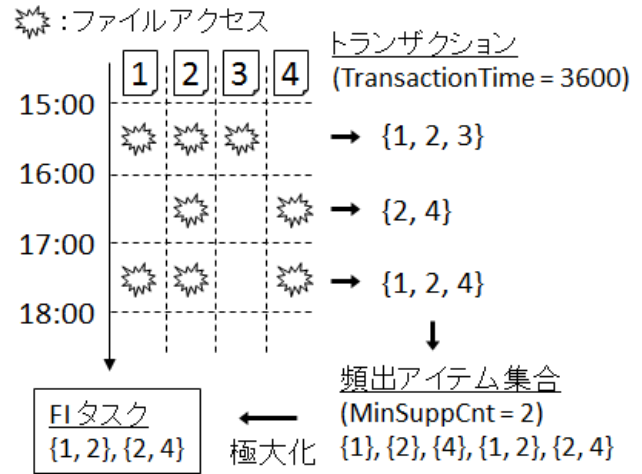 ：ファイルアクセス
トランザクション
(TransactionTime = 3600)
1 2 3 4
15:00
{1, 2, 3}
16:00
{2, 4}
17:00
{1, 2, 4}
18:00
頻出アイテム集合
(MinSuppCnt = 2)
{1}, {2}, {4}, {1, 2}, {2, 4}
極大化
FIタスク
{1, 2}, {2, 4}